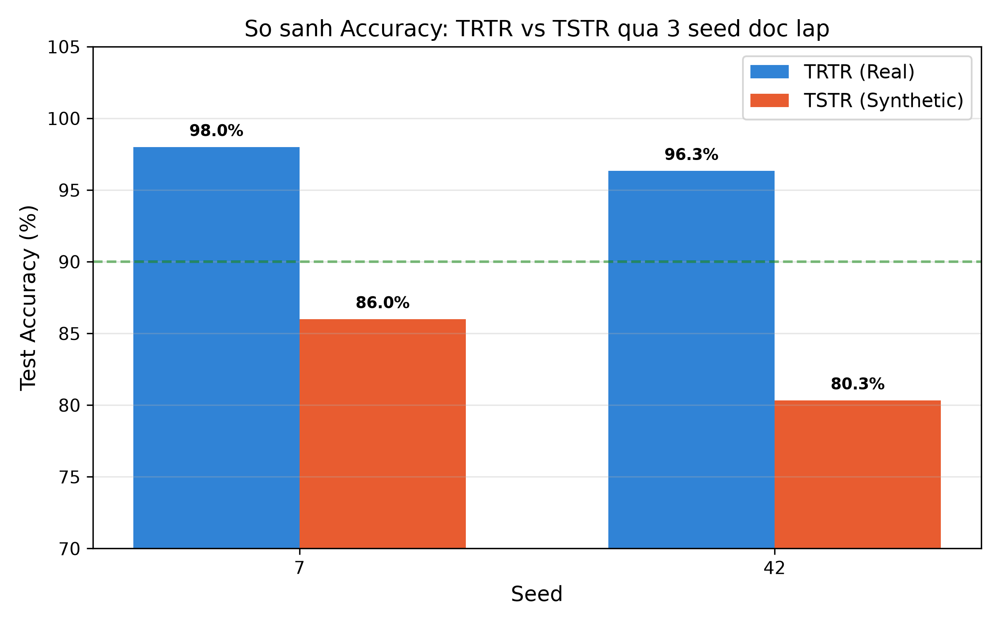 So sanh Accuracy: TRTR vs TSTR qua 3 seed doc lap
105
100
95
90
85
80
75
70
Test Accuracy (%)
TRTR (Real)
TSTR (Synthetic)
98.0%
86.0%
96.3%
80.3%
7
42
Seed